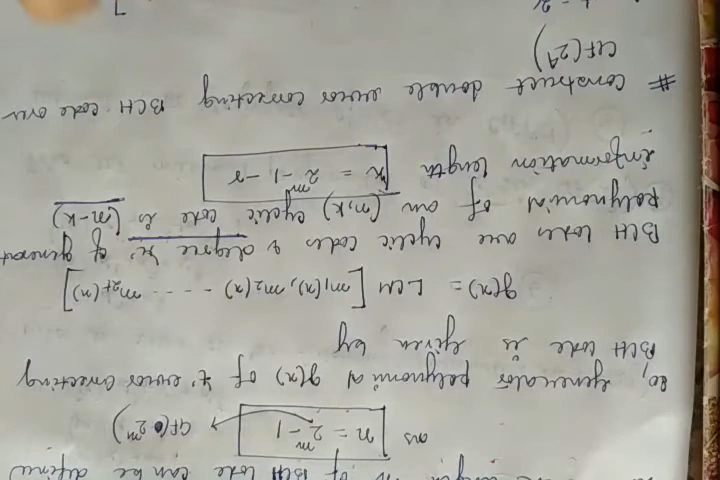 length n of BCH code can be define
as n = 2^m - 1 → GF(2^m)
So, generator polynomial g(x) of 't' error correcting
BCH code is given by
g(x) = LCM [m1(x), m2(x) - - - - m2t(x)]
BCH codes are cyclic codes & degree 'r' of generat
polynomial of an (n,k) cyclic code is (n-k)
information length k = 2^m - 1 - r
# construct double error correcting BCH code over
GF(2^4)